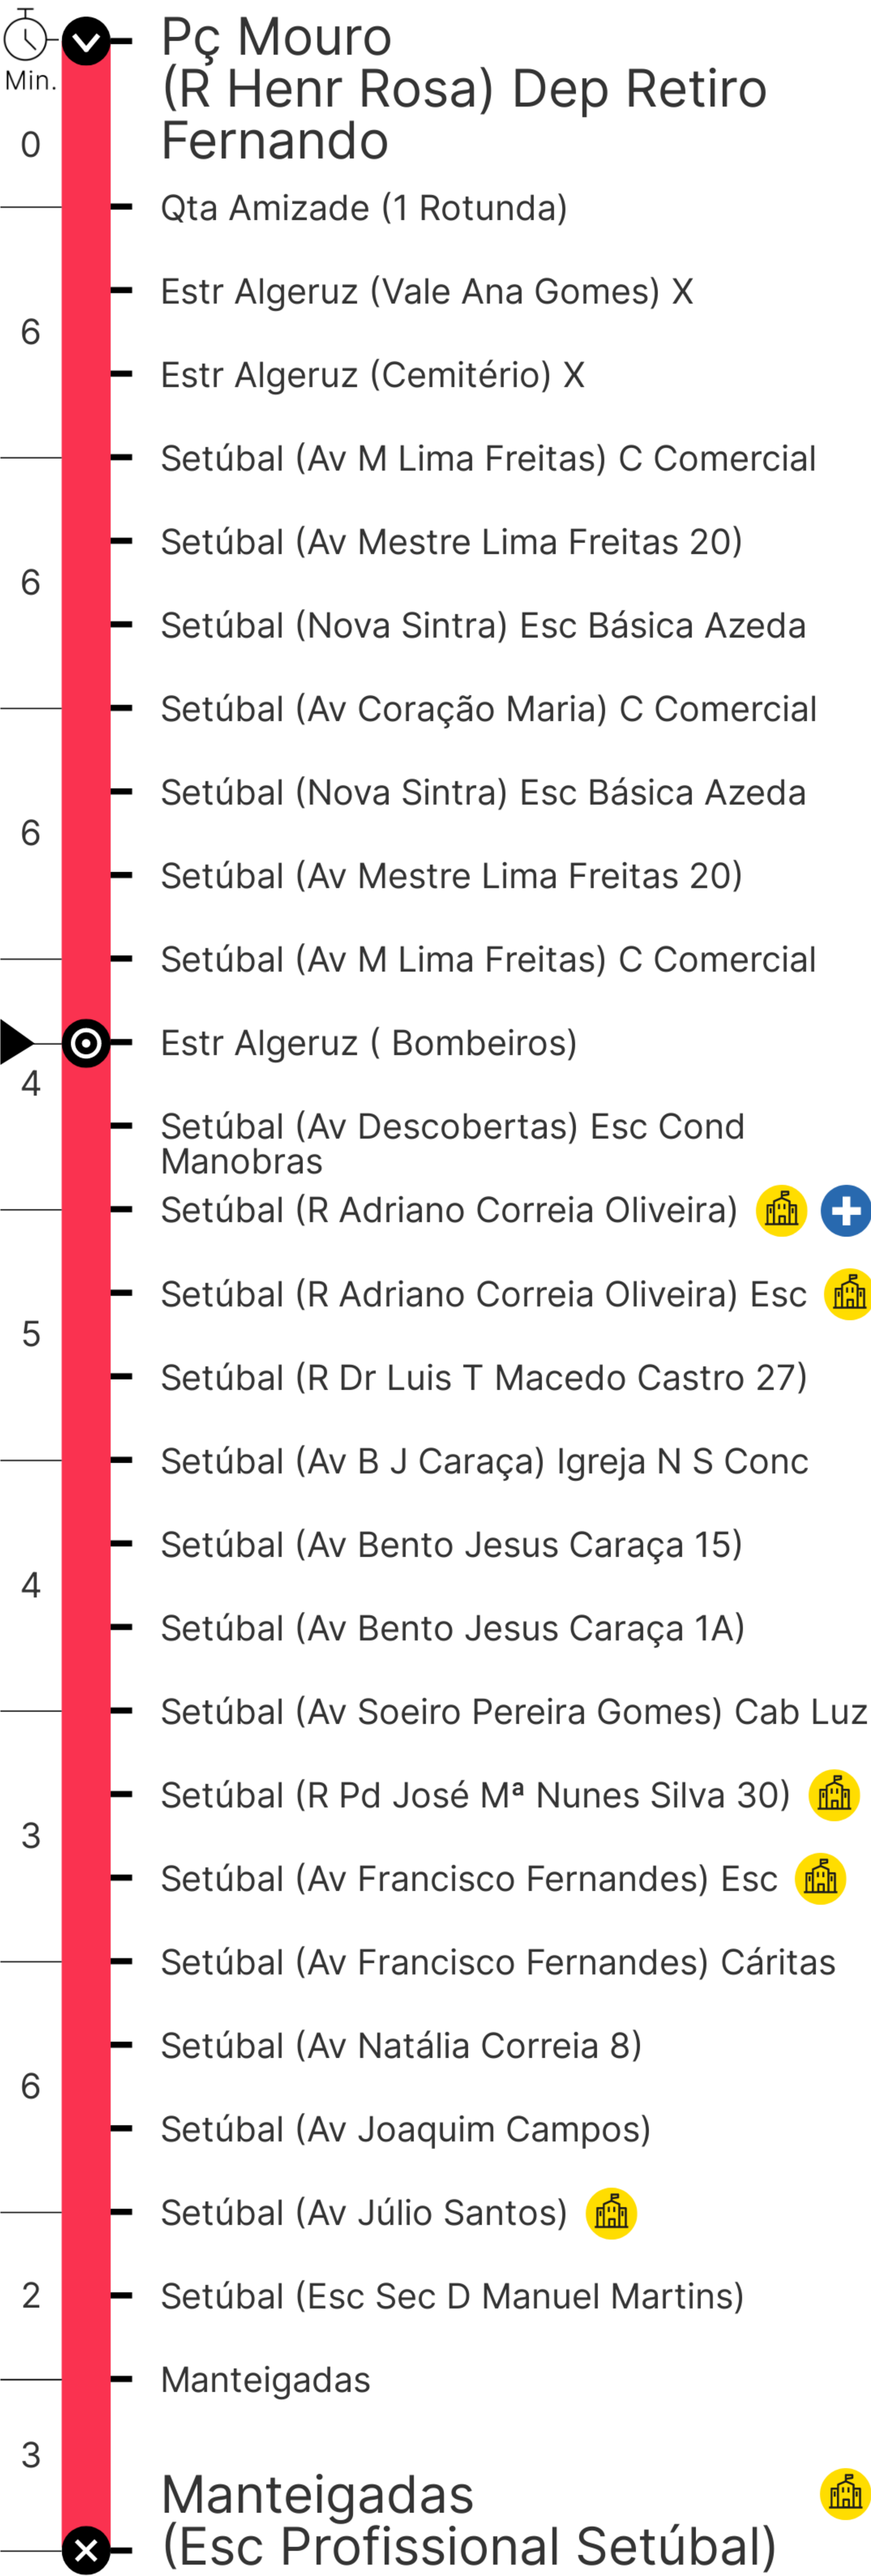 Pç Mouro
(R Henr Rosa) Dep Retiro
Fernando
Min.
0
Qta Amizade (1 Rotunda)
Estr Algeruz (Vale Ana Gomes) X
6
Estr Algeruz (Cemitério) X
Setúbal (Av M Lima Freitas) C Comercial
Setúbal (Av Mestre Lima Freitas 20)
6
Setúbal (Nova Sintra) Esc Básica Azeda
Setúbal (Av Coração Maria) C Comercial
Setúbal (Nova Sintra) Esc Básica Azeda
6
Setúbal (Av Mestre Lima Freitas 20)
Setúbal (Av M Lima Freitas) C Comercial
Estr Algeruz ( Bombeiros)
4
Setúbal (Av Descobertas) Esc Cond
Manobras
Setúbal (R Adriano Correia Oliveira)
Setúbal (R Adriano Correia Oliveira) Esc
5
Setúbal (R Dr Luis T Macedo Castro 27)
Setúbal (Av B J Caraça) Igreja N S Conc
Setúbal (Av Bento Jesus Caraça 15)
4
Setúbal (Av Bento Jesus Caraça 1A)
Setúbal (Av Soeiro Pereira Gomes) Cab Luz
Setúbal (R Pd José Mª Nunes Silva 30)
3
Setúbal (Av Francisco Fernandes) Esc
Setúbal (Av Francisco Fernandes) Cáritas
Setúbal (Av Natália Correia 8)
6
Setúbal (Av Joaquim Campos)
Setúbal (Av Júlio Santos)
2
Setúbal (Esc Sec D Manuel Martins)
Manteigadas
3
Manteigadas
(Esc Profissional Setúbal)